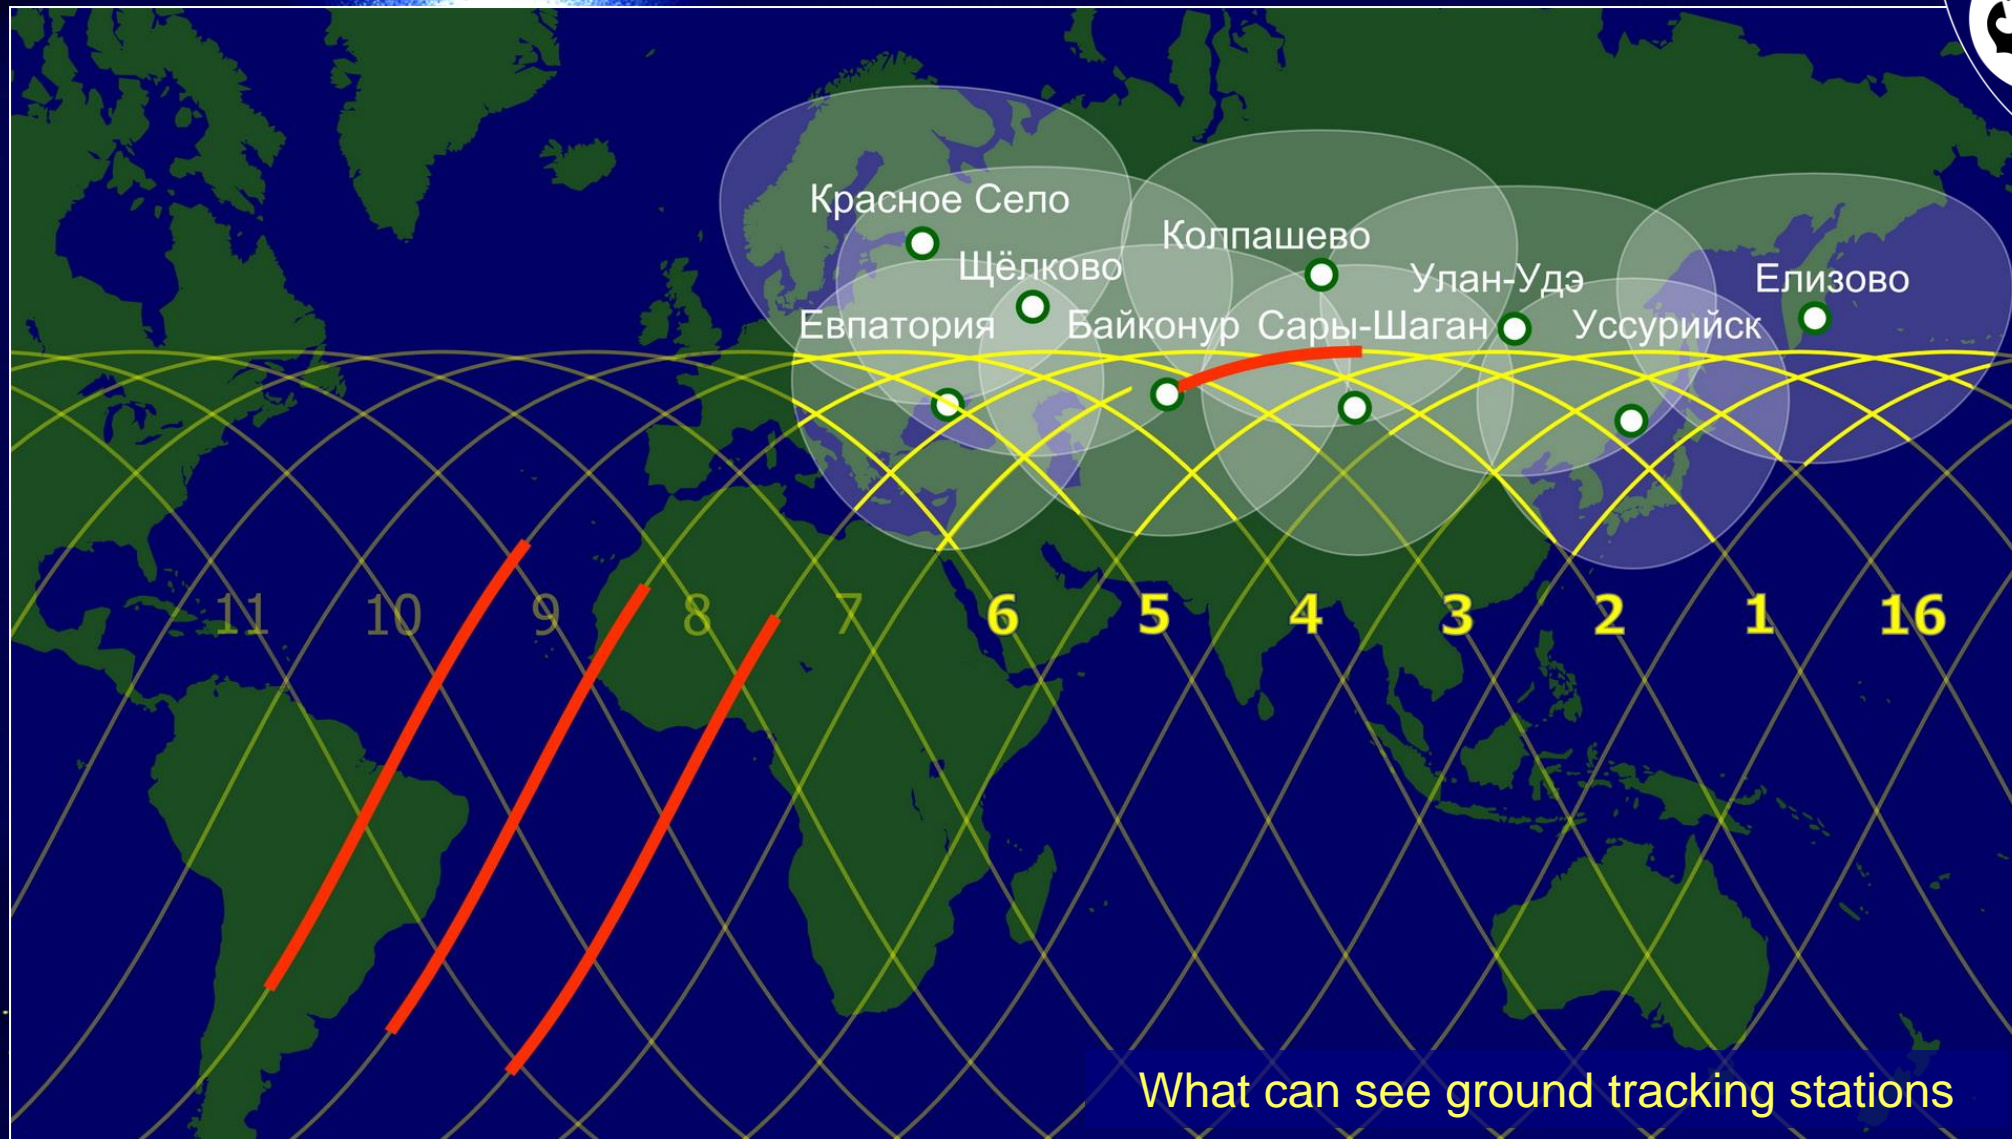 Красное Село
Колпашево
Щёлково
Улан-Удэ
Елизово
Евпатория
Байконур
Сары-Шаган
Уссурийск
11
10
9
8
7
6
5
4
3
2
1
16
What can see ground tracking stations